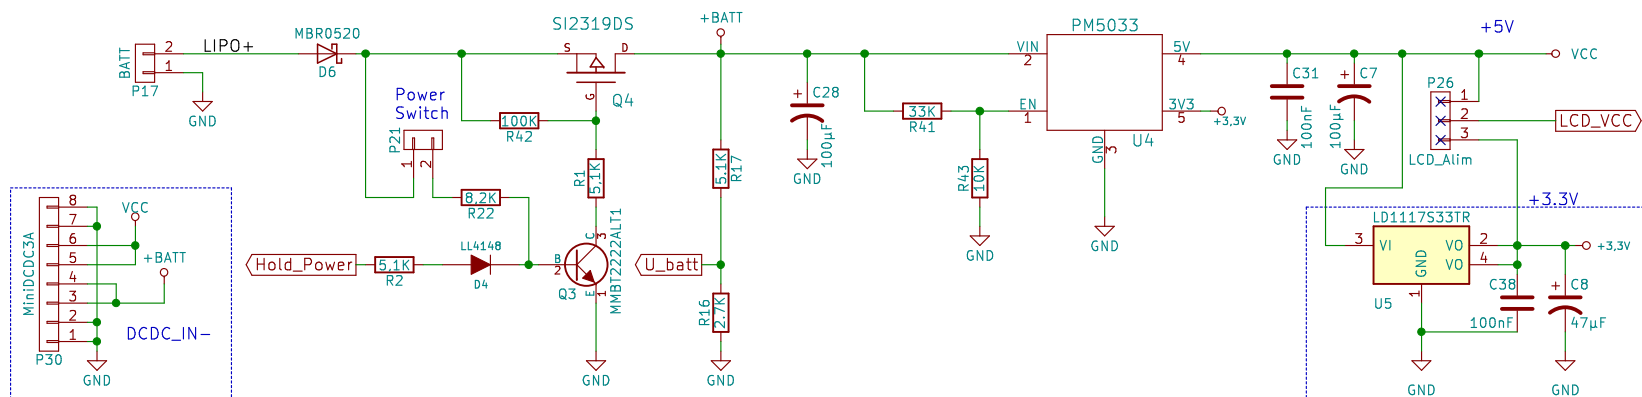 BATT
2
1
P17
GND
LIPO+
MBR0520
D6
SI2319DS
S
D
G
Q4
Power
Switch
P21
1
2
100K
R42
R1
5,1K
8,2K
R22
Hold_Power
5,1K
R2
LL4148
D4
B
2
C
3
E
1
Q3
MMBT2222ALT1
GND
+BATT
5.1K
R17
U_batt
R16
2.7K
GND
C28
100µF
GND
33K
R41
R43
10K
GND
PM5033
VIN
2
EN
1
5V
4
3V3
5
GND
3
U4
+3,3V
GND
+5V
VCC
C31
100nF
GND
C7
100µF
GND
P26
1
2
3
LCD_Alim
LCD_VCC
+3.3V
LD1117S33TR
3
VI
VO
2
VO
4
GND
1
U5
+3,3V
C38
100nF
C8
47µF
GND
GND
MiniDCDC3A
8
7
6
5
4
3
2
1
P30
VCC
+BATT
DCDC_IN-
GND